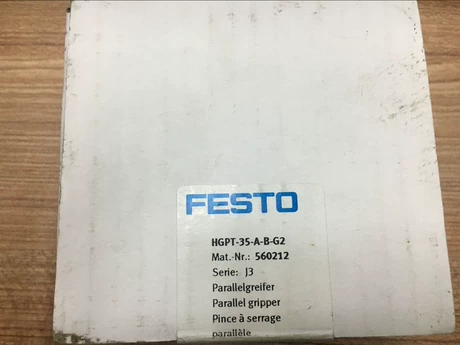 FESTO
HGPT-35-A-B-G2
Mat.-Nr.: 560212
Serie: J3
Parallelgreifer
Parallel gripper
Pince à serrage
parallèle